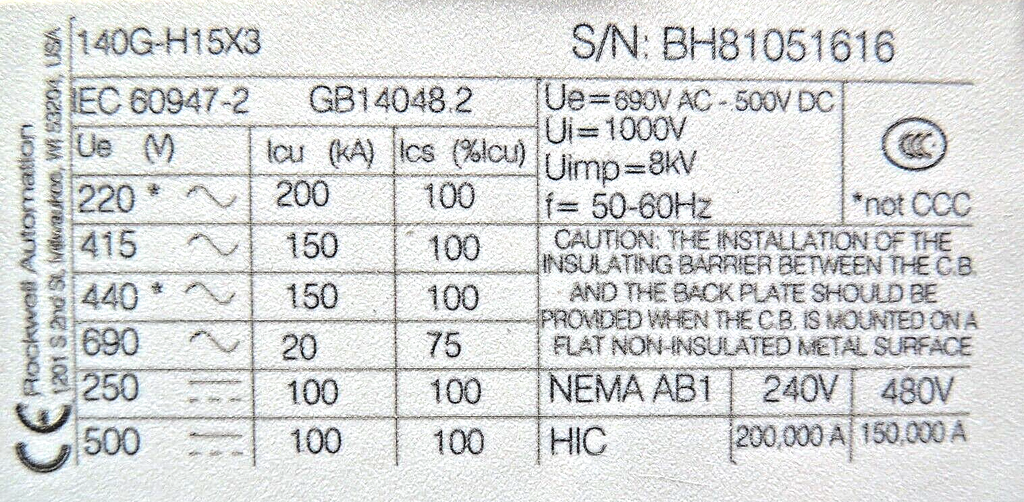 140G-H15X3
S/N: BH81051616
IEC 60947-2 GB14048.2
Ue (V) Icu (kA) Ics (%Icu)
220 * 200 100
415 150 100
440 * 150 100
690 20 75
250 100 100
500 100 100
Ue=690V AC - 500V DC
Ui=1000V
Uimp=8kV
f= 50-60Hz
CCC
*not CCC
CAUTION: THE INSTALLATION OF THE
INSULATING BARRIER BETWEEN THE C.B.
AND THE BACK PLATE SHOULD BE
PROVIDED WHEN THE C.B. IS MOUNTED ON A
FLAT NON-INSULATED METAL SURFACE
NEMA AB1 240V 480V
HIC 200,000 A 150,000 A
CE
Rockwell Automation
1201 S 2nd St. Milwaukee, WI 53204, USA